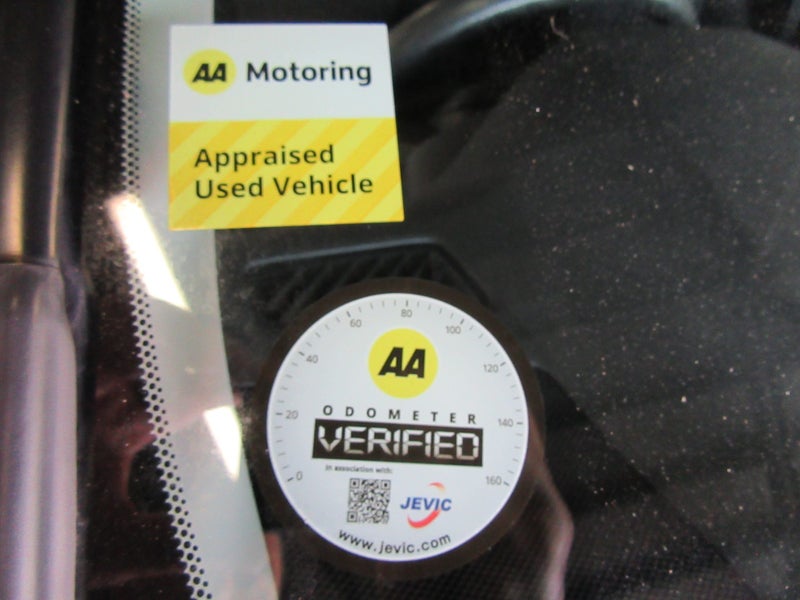 AA Motoring
Appraised
Used Vehicle
0 20 40 60 80 100 120 140 160
AA
ODOMETER
VERIFIED
in association with:
JEVIC
www.jevic.com